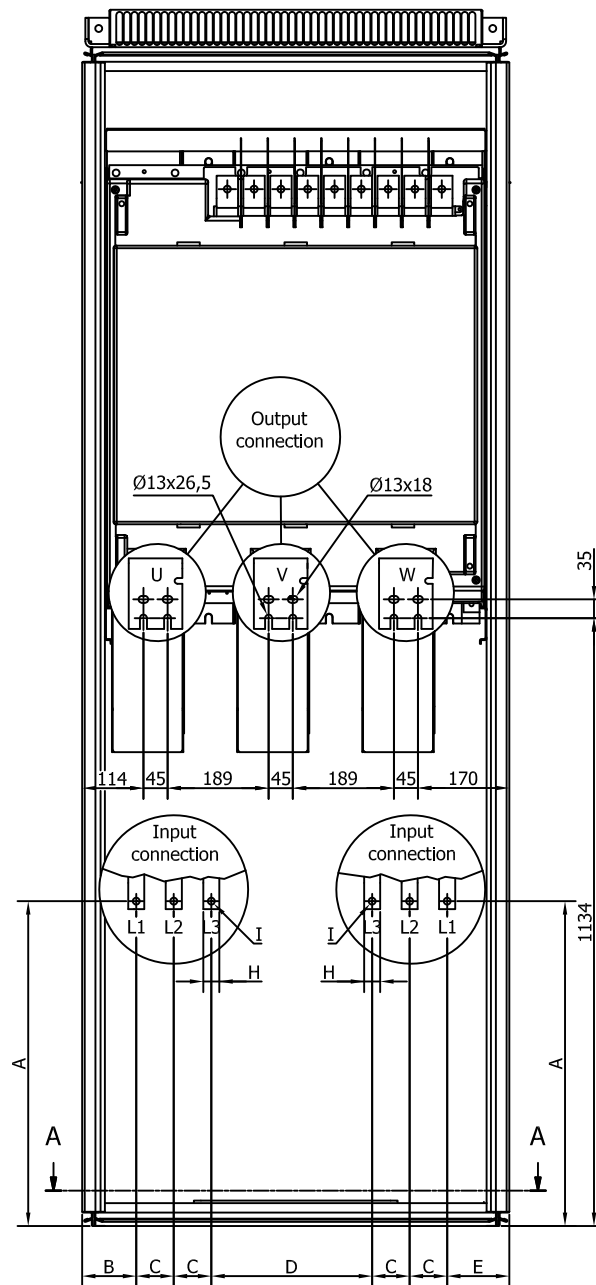 Output
connection
Ø13x26,5
Ø13x18
35
U
V
W
114
45
189
45
189
45
170
Input
connection
Input
connection
L1
L2
L3
I
I
L3
L2
L1
H
H
1134
A
A
A
A
B
C
C
D
C
C
E